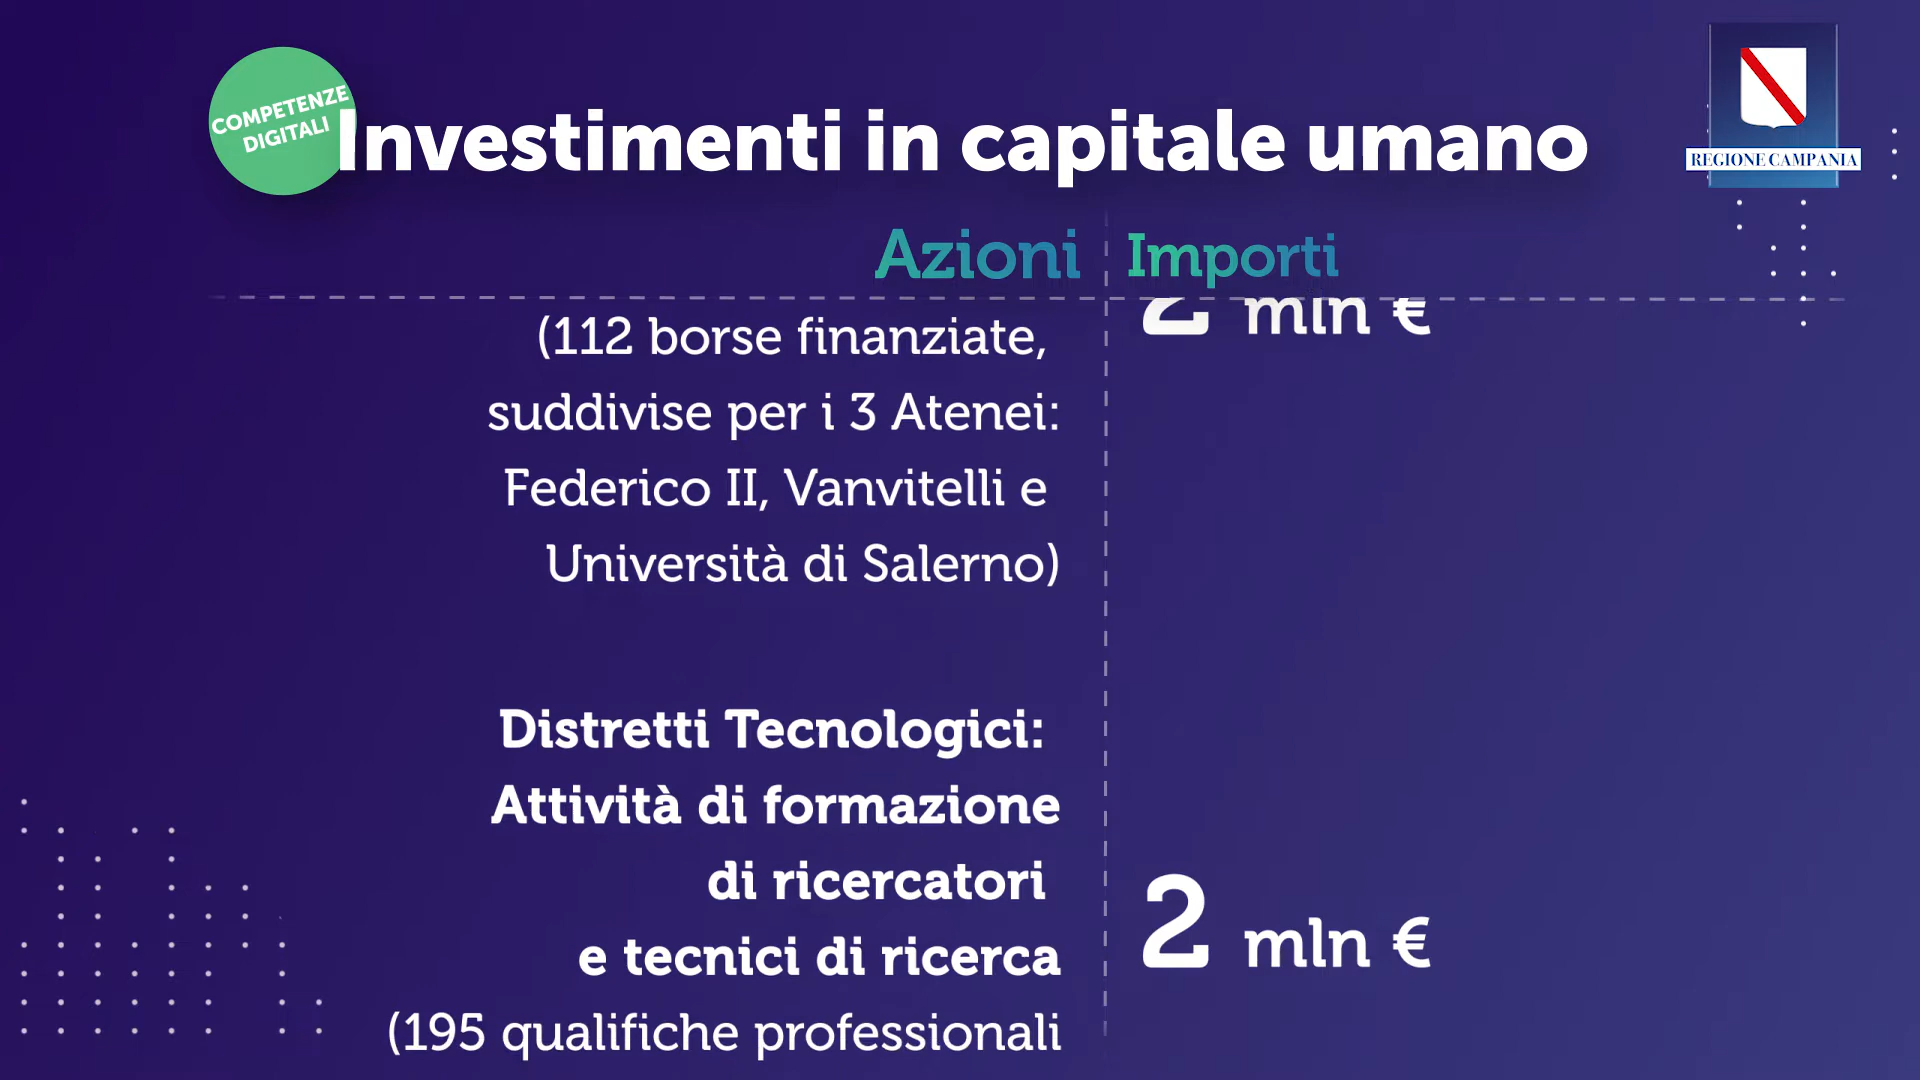 COMPETENZE
DIGITALI
Investimenti in capitale umano
REGIONE CAMPANIA
Azioni
Importi
2 mln €
(112 borse finanziate,
suddivise per i 3 Atenei:
Federico II, Vanvitelli e
Università di Salerno)
Distretti Tecnologici:
Attività di formazione
di ricercatori
e tecnici di ricerca
2 mln €
(195 qualifiche professionali